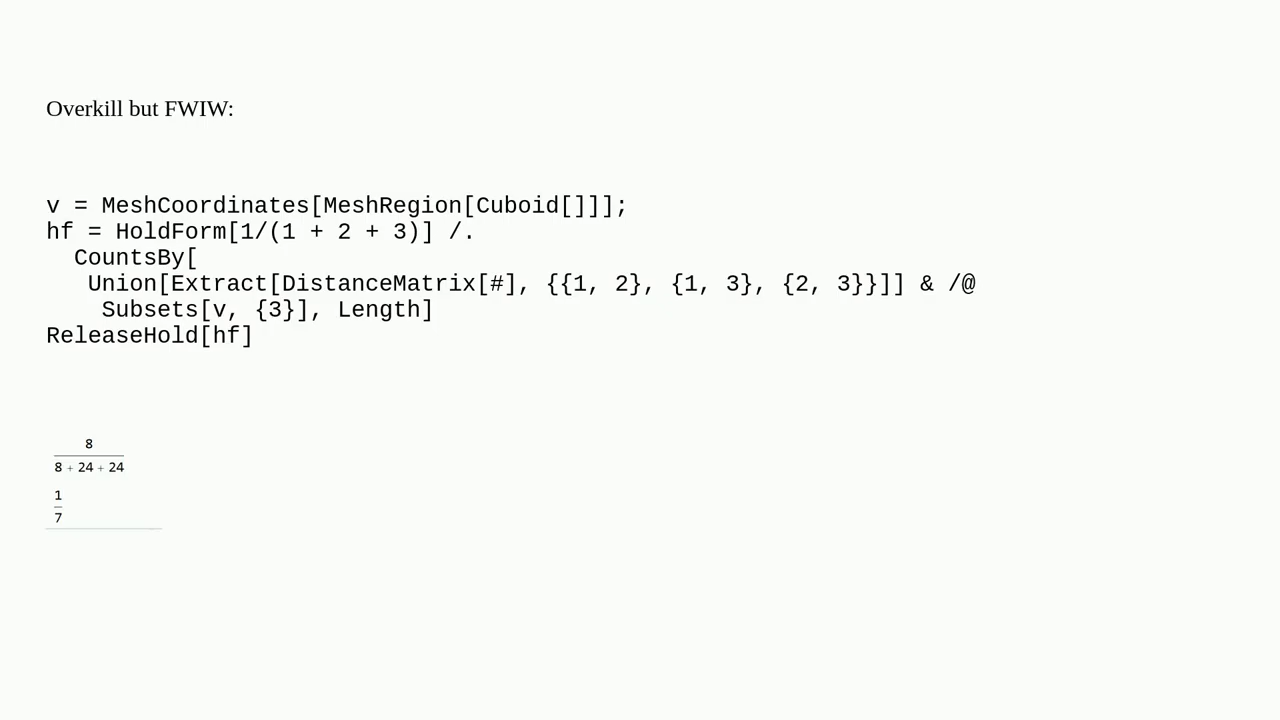 Overkill but FWIW:
v = MeshCoordinates[MeshRegion[Cuboid[]]];
hf = HoldForm[1/(1 + 2 + 3)] /.
CountsBy[
Union[Extract[DistanceMatrix[#], {{1, 2}, {1, 3}, {2, 3}}]] & /@
Subsets[v, {3}], Length]
ReleaseHold[hf]
8
8 + 24 + 24
1
7